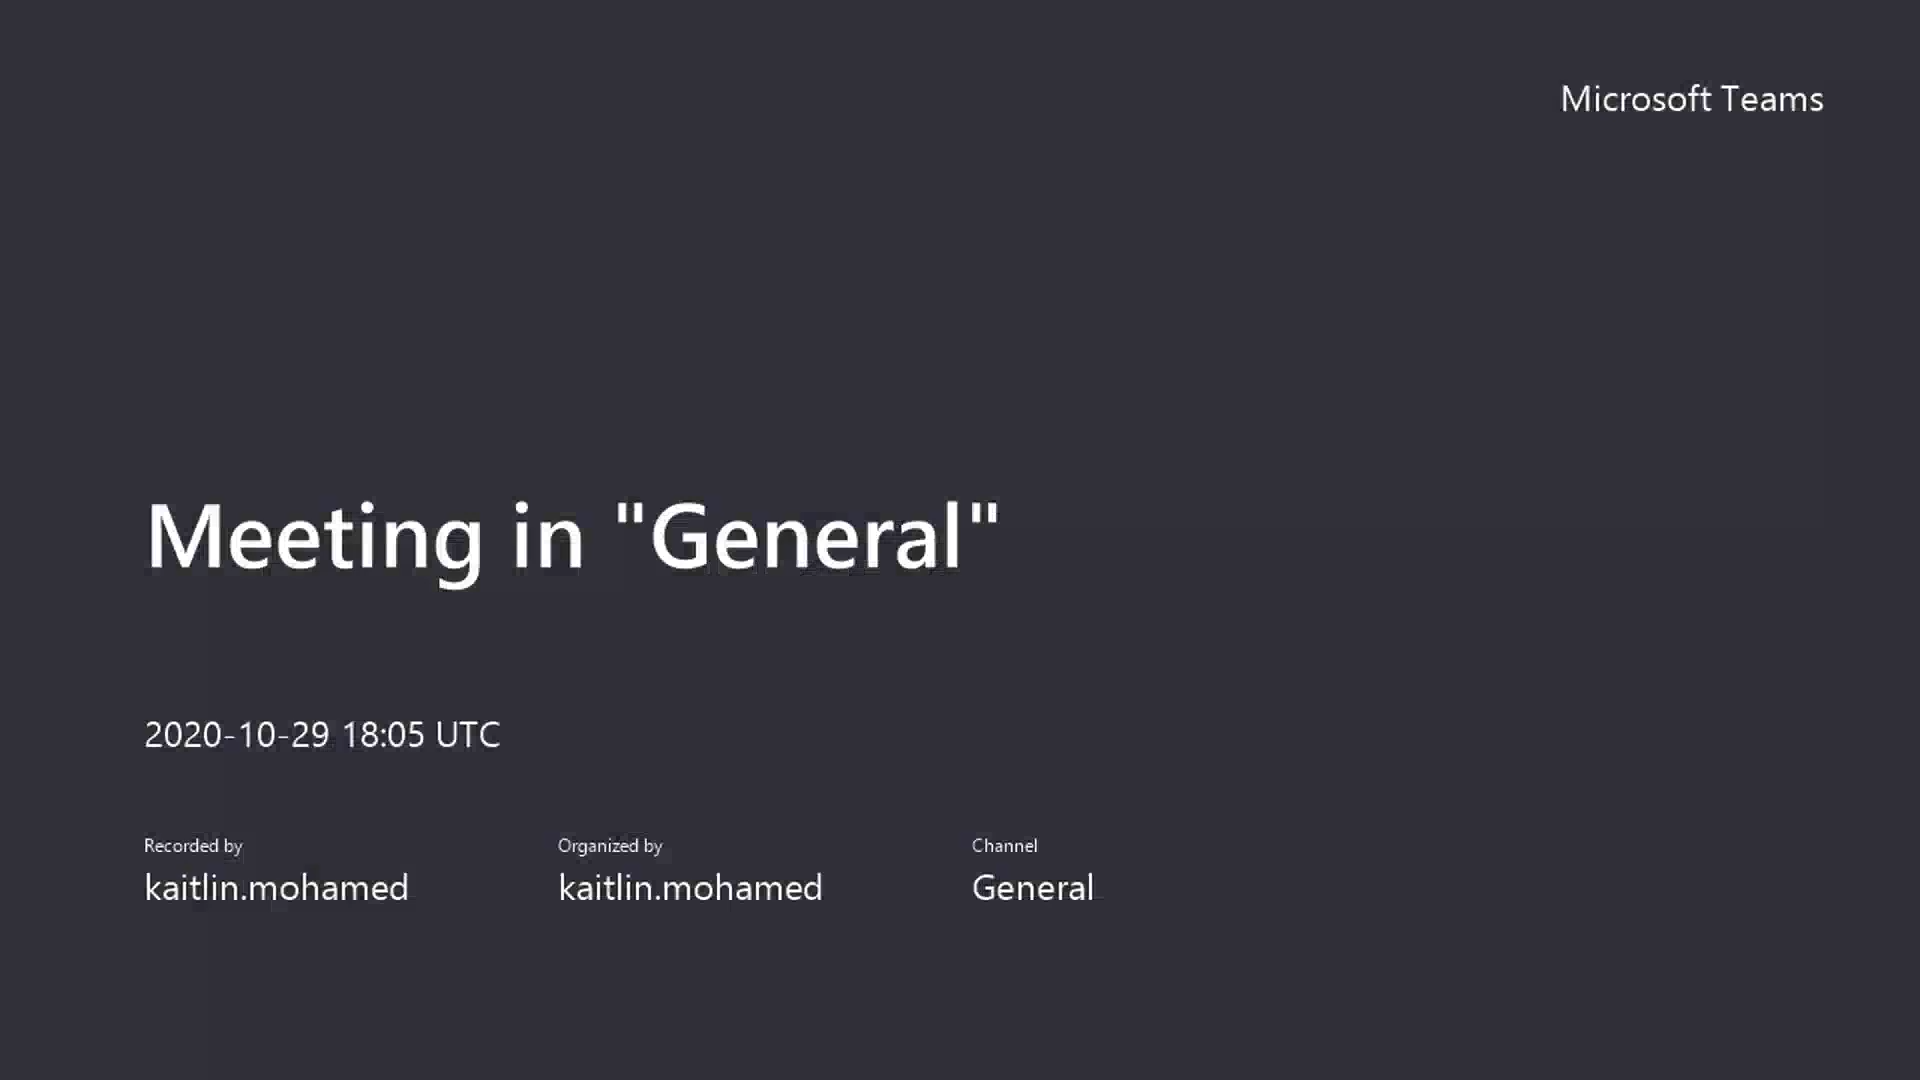 Microsoft Teams
Meeting in "General"
2020-10-29 18:05 UTC
Recorded by
kaitlin.mohamed
Organized by
kaitlin.mohamed
Channel
General